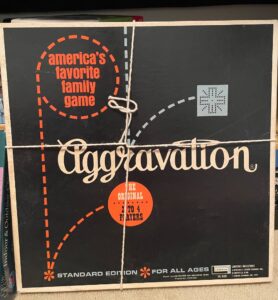 america's
favorite
family
game
Aggravation
THE
ORIGINAL
2 TO 4
PLAYERS
STANDARD EDITION * FOR ALL AGES